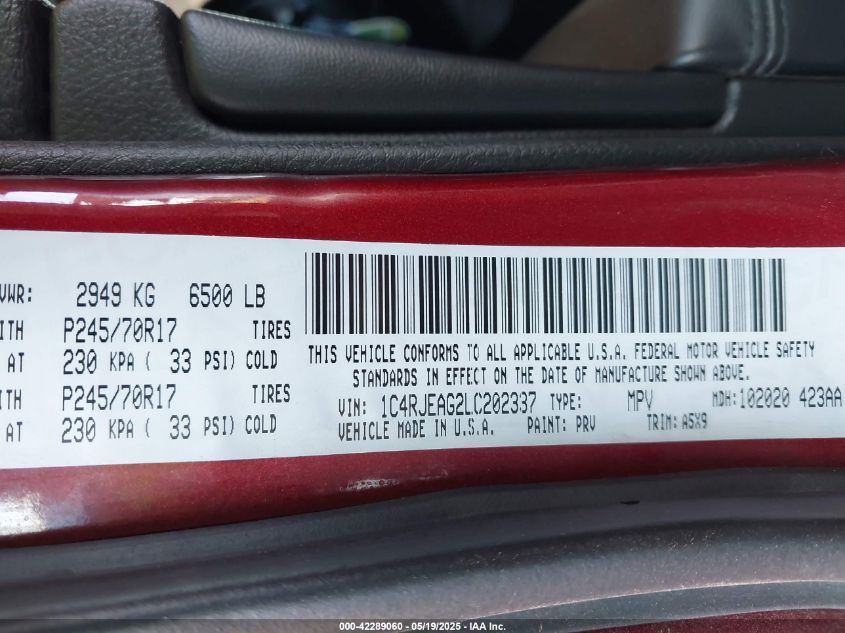 VWR: 2949 KG 6500 LB
ITH P245/70R17 TIRES
AT 230 KPA ( 33 PSI) COLD
ITH P245/70R17 TIRES
AT 230 KPA ( 33 PSI) COLD
THIS VEHICLE CONFORMS TO ALL APPLICABLE U.S.A. FEDERAL MOTOR VEHICLE SAFETY
STANDARDS IN EFFECT ON THE DATE OF MANUFACTURE SHOWN ABOVE.
VIN: 1C4RJEAG2LC202337 TYPE: MPV MDH: 102020 423AA
VEHICLE MADE IN U.S.A. PAINT: PRV TRIM: A5X9
000-42289060 - 05/19/2025 - IAA Inc.